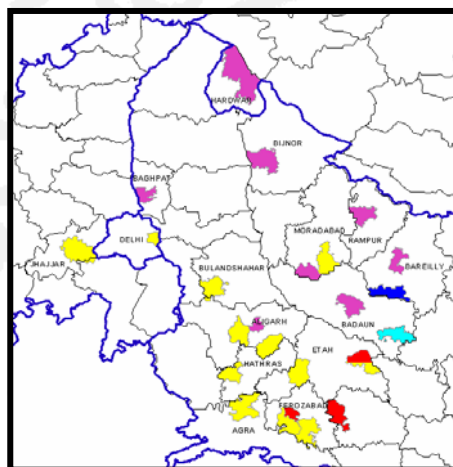 HARDWAR
BIJNOR
BAGHPAT
MORADABAD
RAMPUR
DELHI
JHAJJAR
BAREILLY
BULANDSHAHAR
BADAUN
ALIGARH
ETAH
HATHRAS
FEROZABAD
AGRA